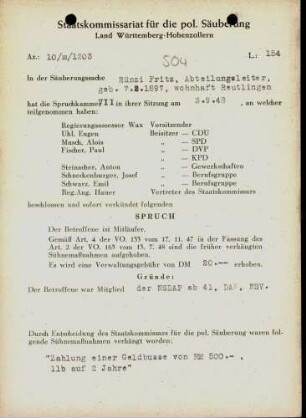 Staatskommissariat für die pol. Säuberung
Land Württemberg-Hohenzollern
Az.: 10/m/1203
504
L.: 154
In der Säuberungssache Künzi Fritz, Abteilungsleiter,
geb. 7.2.1897, wohnhaft Reutlingen
hat die Spruchkammer VII in ihrer Sitzung am 3.9.48, an welcher
teilgenommen haben:
Regierungsassessor Wax Vorsitzender
Uhl. Eugen Beisitzer – CDU
Musch, Alois „ – SPD
Fischer, Paul „ – DVP
„ – KPD
Steinacher, Anton „ – Gewerkschaften
Schneckenburger, Josef „ – Berufsgruppe
Schwarz, Emil „ – Berufsgruppe
Reg.-Ang. Hauer Vertreter des Staatskommissars
beschlossen und sofort verkündet folgenden
SPRUCH
Der Betroffene ist Mitläufer.
Gemäß Art. 4 der VO. 133 vom 17. 11. 47 in der Fassung des
Art. 2 der VO. 165 vom 13. 7. 48 sind die früher verhängten
Sühnemaßnahmen aufgehoben.
Es wird eine Verwaltungsgebühr von DM 20.-- erhoben.
Gründe:
Der Betroffene war Mitglied der NSDAP ab 41, DAF, NSV.
Durch Entscheidung des Staatskommissars für die pol. Säuberung waren fol-
gende Sühnemaßnahmen verhängt worden:
"Zahlung einer Geldbusse von RM 500.-- ,
11b auf 2 Jahre"